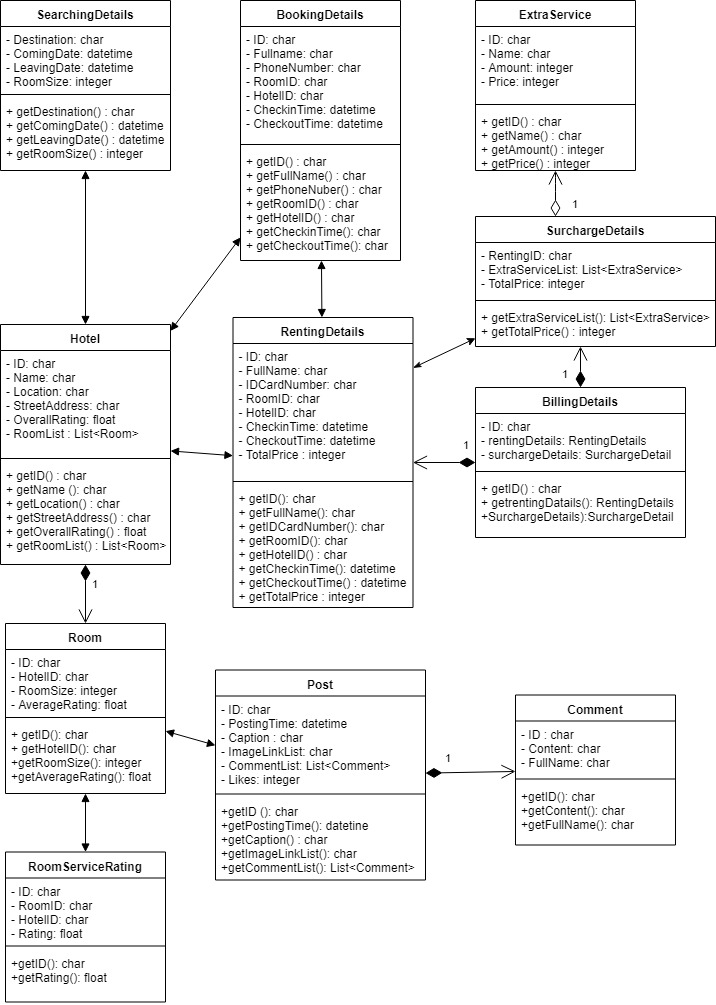 SearchingDetails
- Destination: char
- ComingDate: datetime
- LeavingDate: datetime
- RoomSize: integer
+ getDestination() : char
+ getComingDate() : datetime
+ getLeavingDate() : datetime
+ getRoomSize() : integer
BookingDetails
- ID: char
- Fullname: char
- PhoneNumber: char
- RoomID: char
- HotelID: char
- CheckinTime: datetime
- CheckoutTime: datetime
+ getID() : char
+ getFullName() : char
+ getPhoneNuber() : char
+ getRoomID() : char
+ getHotelID() : char
+ getCheckinTime() : char
+ getCheckoutTime() : char
ExtraService
- ID: char
- Name: char
- Amount: integer
- Price: integer
+ getID() : char
+ getName() : char
+ getAmount() : integer
+ getPrice() : integer
1
SurchargeDetails
- RentingID: char
- ExtraServiceList: List<ExtraService>
- TotalPrice: integer
+ getExtraServiceList(): List<ExtraService>
+ getTotalPrice() : integer
1
Hotel
- ID: char
- Name: char
- Location: char
- StreetAddress: char
- OverallRating: float
- RoomList : List<Room>
+ getID() : char
+ getName (): char
+ getLocation() : char
+ getStreetAddress() : char
+ getOverallRating() : float
+ getRoomList() : List<Room>
1
RentingDetails
- ID: char
- FullName: char
- IDCardNumber: char
- RoomID: char
- HotelID: char
- CheckinTime: datetime
- CheckoutTime: datetime
- TotalPrice : integer
+ getID(): char
+ getFullName(): char
+ getIDCardNumber(): char
+ getRoomID(): char
+ getHotelID() : char
+ getCheckinTime(): datetime
+ getCheckoutTime() : datetime
+ getTotalPrice : integer
1
BillingDetails
- ID: char
- rentingDetails: RentingDetails
- surchargeDetails: SurchargeDetail
+ getID() : char
+ getrentingDatails(): RentingDetails
+SurchargeDetails):SurchargeDetail
Room
- ID: char
- HotelID: char
- RoomSize: integer
- AverageRating: float
+ getID(): char
+ getHotelID(): char
+getRoomSize(): integer
+getAverageRating(): float
Post
- ID: char
- PostingTime: datetime
- Caption : char
- ImageLinkList: char
- CommentList: List<Comment>
- Likes: integer
+getID (): char
+getPostingTime(): datetine
+getCaption() : char
+getImageLinkList(): char
+getCommentList(): List<Comment>
1
Comment
- ID : char
- Content: char
- FullName: char
+getID(): char
+getContent(): char
+getFullName(): char
RoomServiceRating
- ID: char
- RoomID: char
- HotelID: char
- Rating: float
+getID(): char
+getRating(): float